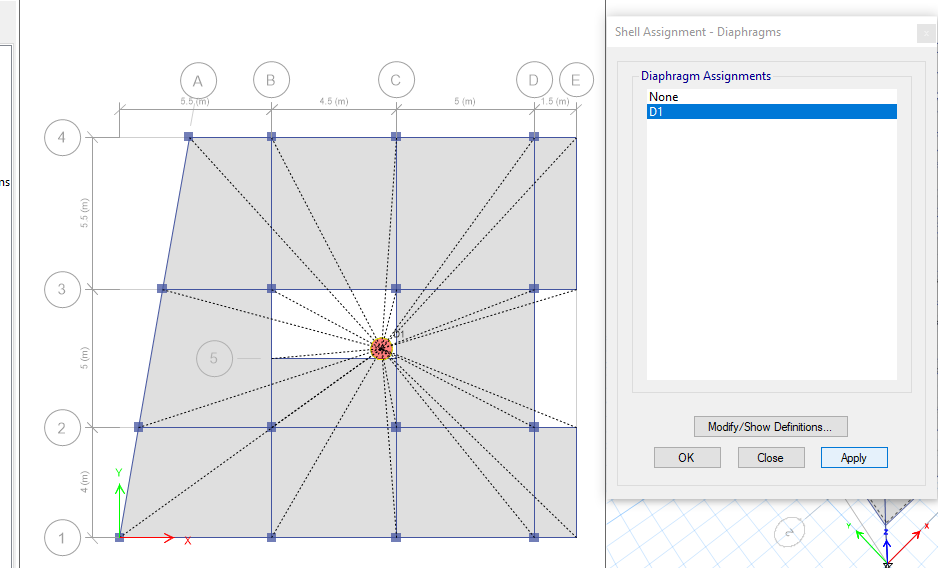 Shell Assignment - Diaphragms
Diaphragm Assignments
None
D1
Modify/Show Definitions...
OK
Close
Apply
A
B
C
D
E
5.5 (m)
4.5 (m)
5 (m)
1.5 (m)
4
5.5 (m)
3
D1
5
5 (m)
2
4 (m)
Y
1
X
ns
Y
X
Z